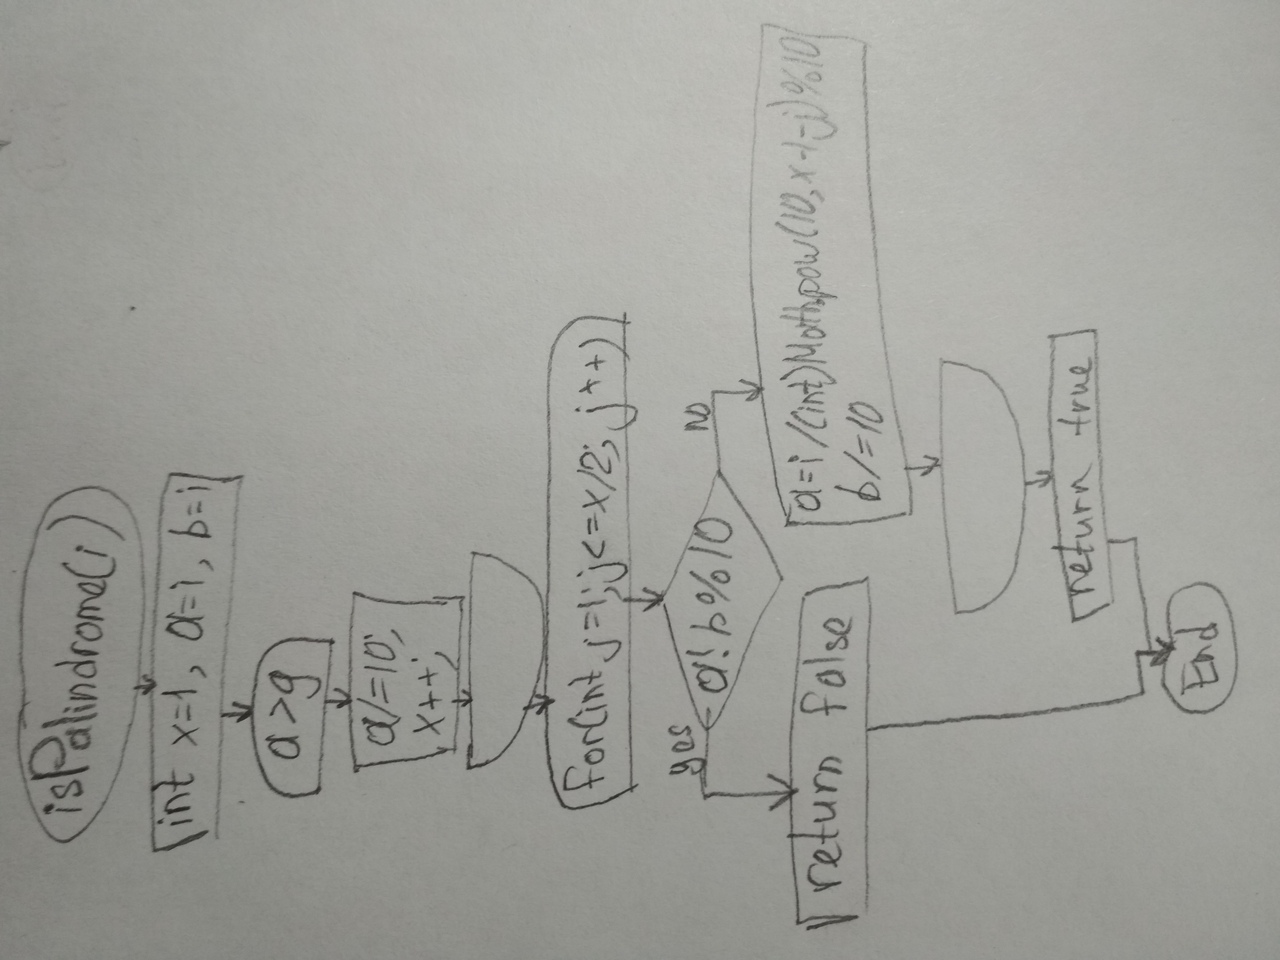 isPalindrome(i)
int x=1, a=i, b=i
a>9
a/=10;
x++;
for(int j=1;j<=x/2; j++)
a!b%10
yes
no
return false
a=i/(int)Math.pow(10,x-1-j)%10
b/=10
return true
End